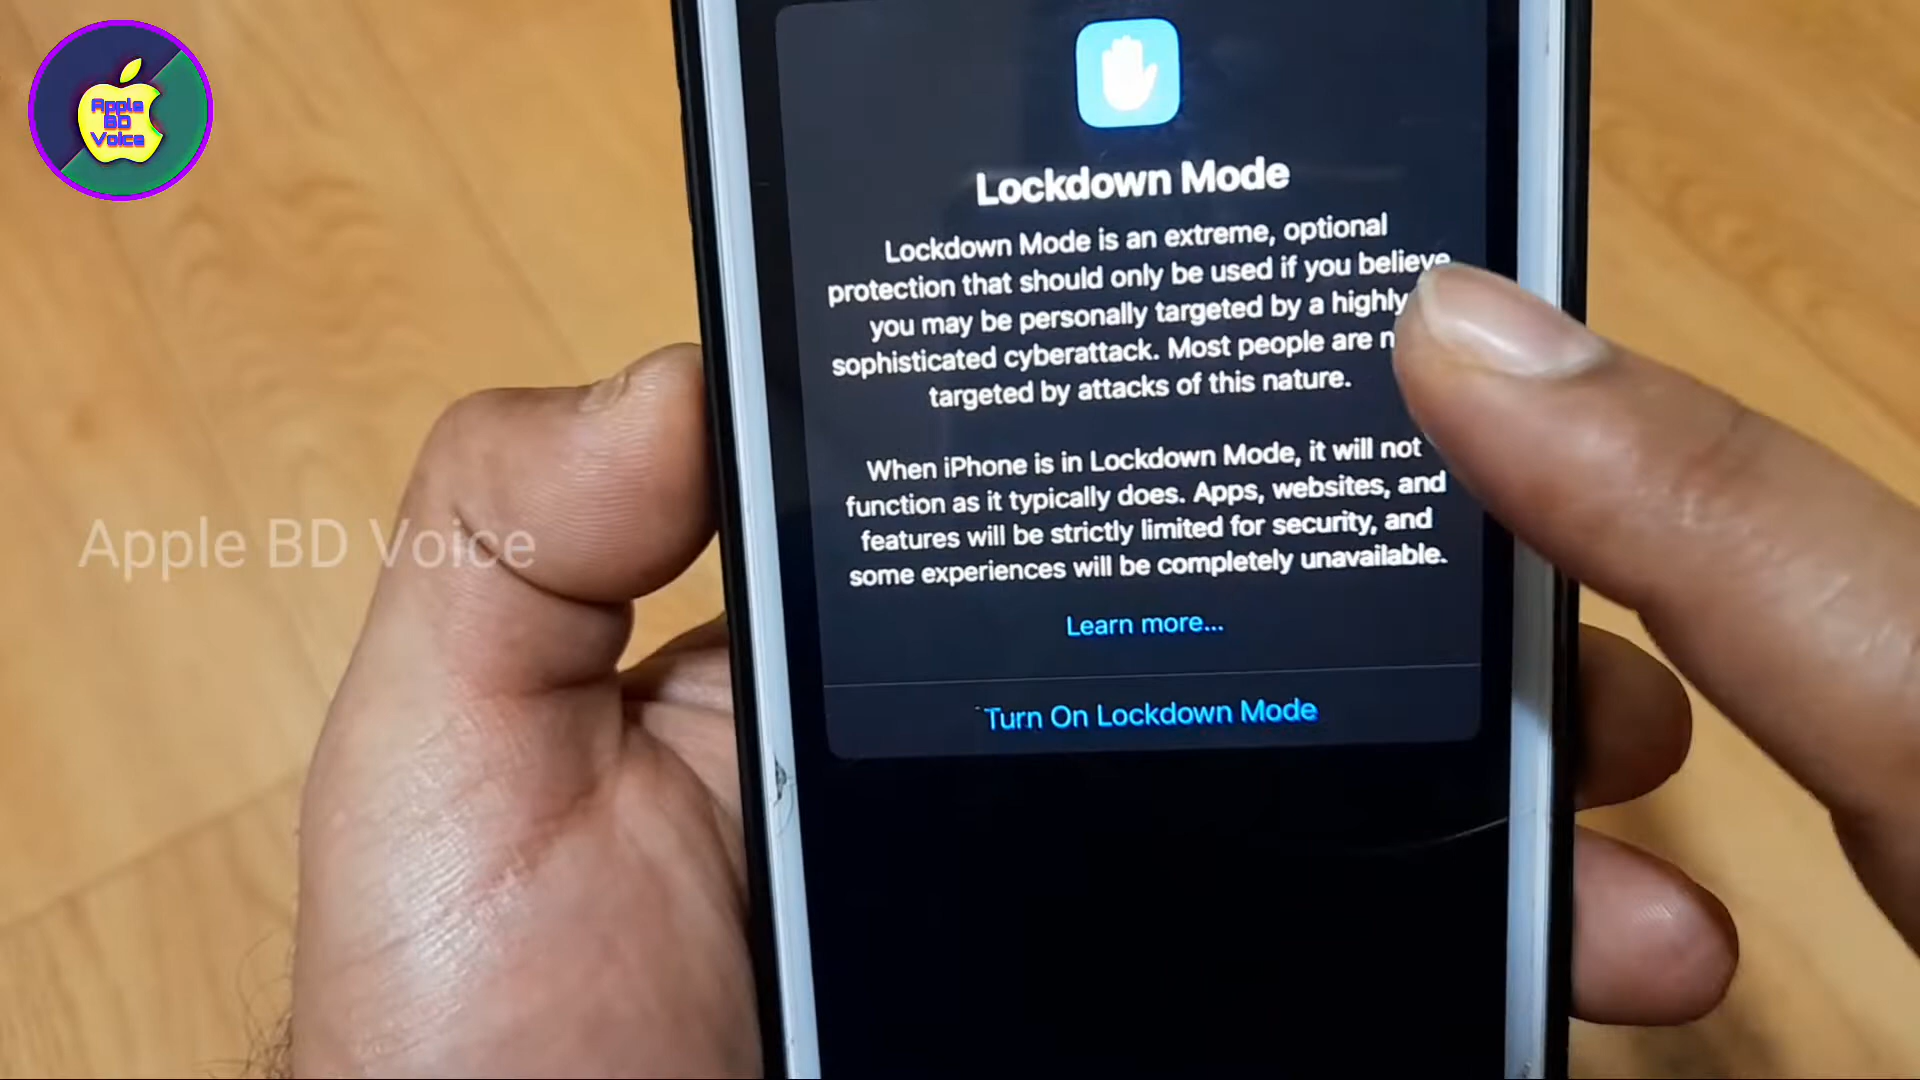 Apple
BD
Voice
Lockdown Mode
Lockdown Mode is an extreme, optional
protection that should only be used if you believe
you may be personally targeted by a highly
sophisticated cyberattack. Most people are
targeted by attacks of this nature.
When iPhone is in Lockdown Mode, it will not
function as it typically does. Apps, websites, and
features will be strictly limited for security, and
some experiences will be completely unavailable.
Learn more...
Turn On Lockdown Mode
Apple BD Voice